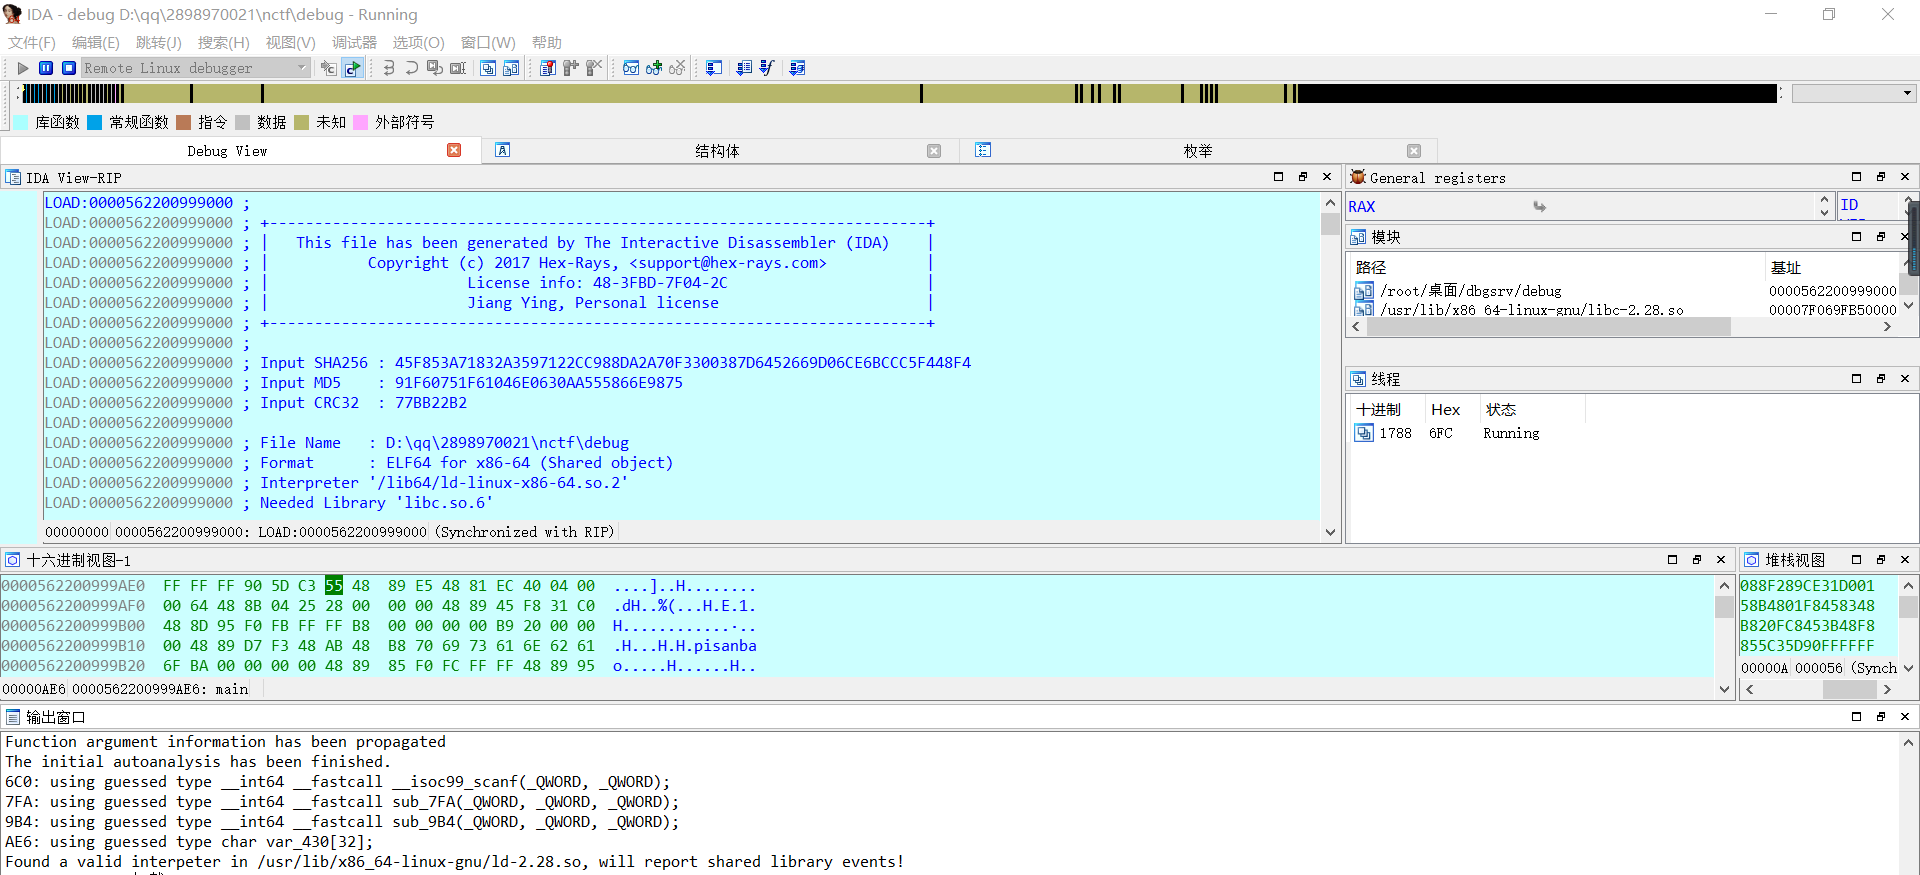 IDA - debug D:\qq\2898970021\nctf\debug - Running
文件(F) 编辑(E) 跳转(J) 搜索(H) 视图(V) 调试器 选项(O) 窗口(W) 帮助
Remote Linux debugger
库函数 常规函数 指令 数据 未知 外部符号
Debug View 结构体 枚举
IDA View-RIP
LOAD:0000562200999000 ;
LOAD:0000562200999000 ; +-------------------------------------------------------------------------+
LOAD:0000562200999000 ; | This file has been generated by The Interactive Disassembler (IDA) |
LOAD:0000562200999000 ; | Copyright (c) 2017 Hex-Rays, <support@hex-rays.com> |
LOAD:0000562200999000 ; | License info: 48-3FBD-7F04-2C |
LOAD:0000562200999000 ; | Jiang Ying, Personal license |
LOAD:0000562200999000 ; +-------------------------------------------------------------------------+
LOAD:0000562200999000 ;
LOAD:0000562200999000 ; Input SHA256 : 45F853A71832A3597122CC988DA2A70F3300387D6452669D06CE6BCCC5F448F4
LOAD:0000562200999000 ; Input MD5 : 91F60751F61046E0630AA555866E9875
LOAD:0000562200999000 ; Input CRC32 : 77BB22B2
LOAD:0000562200999000
LOAD:0000562200999000 ; File Name : D:\qq\2898970021\nctf\debug
LOAD:0000562200999000 ; Format : ELF64 for x86-64 (Shared object)
LOAD:0000562200999000 ; Interpreter '/lib64/ld-linux-x86-64.so.2'
LOAD:0000562200999000 ; Needed Library 'libc.so.6'
00000000 0000562200999000: LOAD:0000562200999000 (Synchronized with RIP)
General registers
RAX
ID
模块
路径 基址
/root/桌面/dbgsrv/debug 0000562200999000
/usr/lib/x86_64-linux-gnu/libc-2.28.so 00007F069FB50000
线程
十进制 Hex 状态
1788 6FC Running
十六进制视图-1
0000562200999AE0 FF FF FF 90 5D C3 55 48 89 E5 48 81 EC 40 04 00 ....]..H........
0000562200999AF0 00 64 48 8B 04 25 28 00 00 00 48 89 45 F8 31 C0 .dH..%(...H.E.1.
0000562200999B00 48 8D 95 F0 FB FF FF B8 00 00 00 00 B9 20 00 00 H...............
0000562200999B10 00 48 89 D7 F3 48 AB 48 B8 70 69 73 61 6E 62 61 .H...H.H.pisanba
0000562200999B20 6F BA 00 00 00 00 48 89 85 F0 FC FF FF 48 89 95 o.....H......H..
00000AE6 0000562200999AE6: main
堆栈视图
088F289CE31D001
58B4801F8458348
B820FC8453B48F8
855C35D90FFFFFF
00000A 000056 (Synch
输出窗口
Function argument information has been propagated
The initial autoanalysis has been finished.
6C0: using guessed type __int64 __fastcall __isoc99_scanf(_QWORD, _QWORD);
7FA: using guessed type __int64 __fastcall sub_7FA(_QWORD, _QWORD, _QWORD);
9B4: using guessed type __int64 __fastcall sub_9B4(_QWORD, _QWORD, _QWORD);
AE6: using guessed type char var_430[32];
Found a valid interpeter in /usr/lib/x86_64-linux-gnu/ld-2.28.so, will report shared library events!